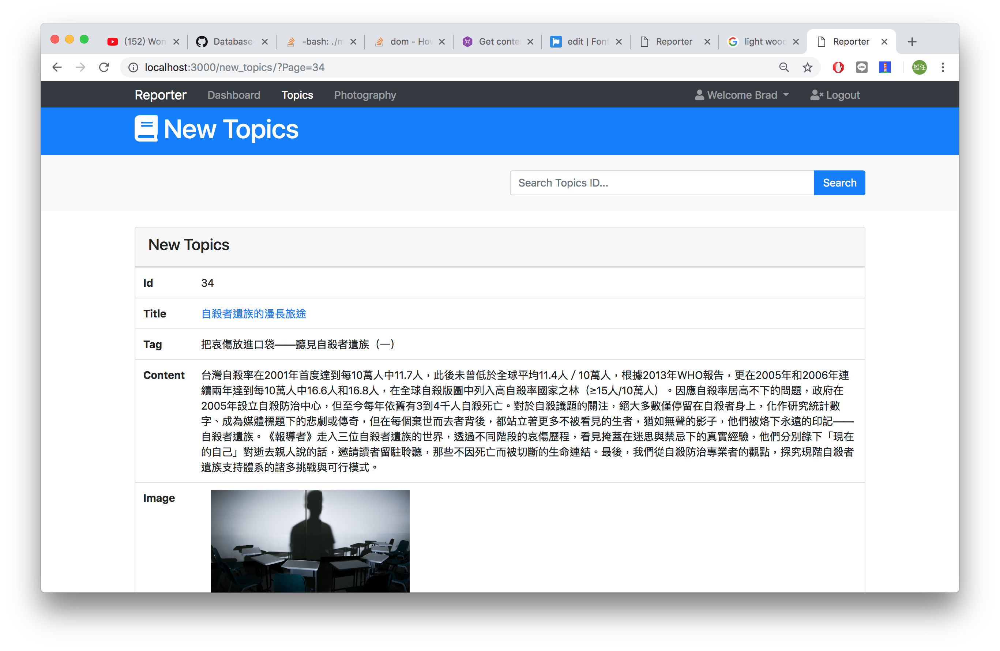 (152) Won
Database-
-bash: ./m
dom - Hov
Get conte
edit | Font
Reporter
light wood
Reporter
localhost:3000/new_topics/?Page=34
LINE
雄任
Reporter Dashboard Topics Photography Welcome Brad Logout
New Topics
Search Topics ID... Search
New Topics
Id 34
Title 自殺者遺族的漫長旅途
Tag 把哀傷放進口袋——聽見自殺者遺族（一）
Content 台灣自殺率在2001年首度達到每10萬人中11.7人，此後未曾低於全球平均11.4人／10萬人，根據2013年WHO報告，更在2005年和2006年連
續兩年達到每10萬人中16.6人和16.8人，在全球自殺版圖中列入高自殺率國家之林（≥15人/10萬人）。因應自殺率居高不下的問題，政府在
2005年設立自殺防治中心，但至今每年依舊有3到4千人自殺死亡。對於自殺議題的關注，絕大多數僅停留在自殺者身上，化作研究統計數
字、成為媒體標題下的悲劇或傳奇，但在每個棄世而去者背後，都站立著更多不被看見的生者，猶如無聲的影子，他們被烙下永遠的印記——
自殺者遺族。《報導者》走入三位自殺者遺族的世界，透過不同階段的哀傷歷程，看見掩蓋在迷思與禁忌下的真實經驗，他們分別錄下「現在
的自己」對逝去親人說的話，邀請讀者留駐聆聽，那些不因死亡而被切斷的生命連結。最後，我們從自殺防治專業者的觀點，探究現階自殺者
遺族支持體系的諸多挑戰與可行模式。
Image